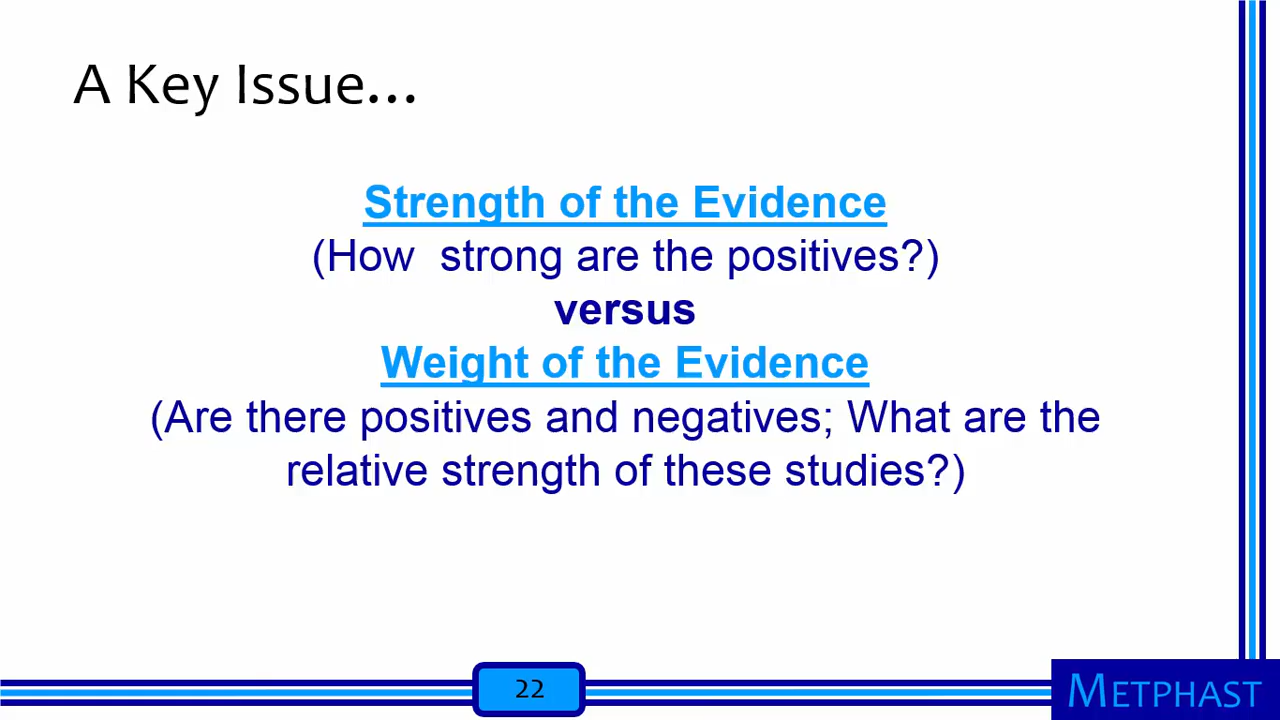 A Key Issue...
Strength of the Evidence
(How  strong are the positives?)
versus
Weight of the Evidence
(Are there positives and negatives; What are the
relative strength of these studies?)
22
METPHAST